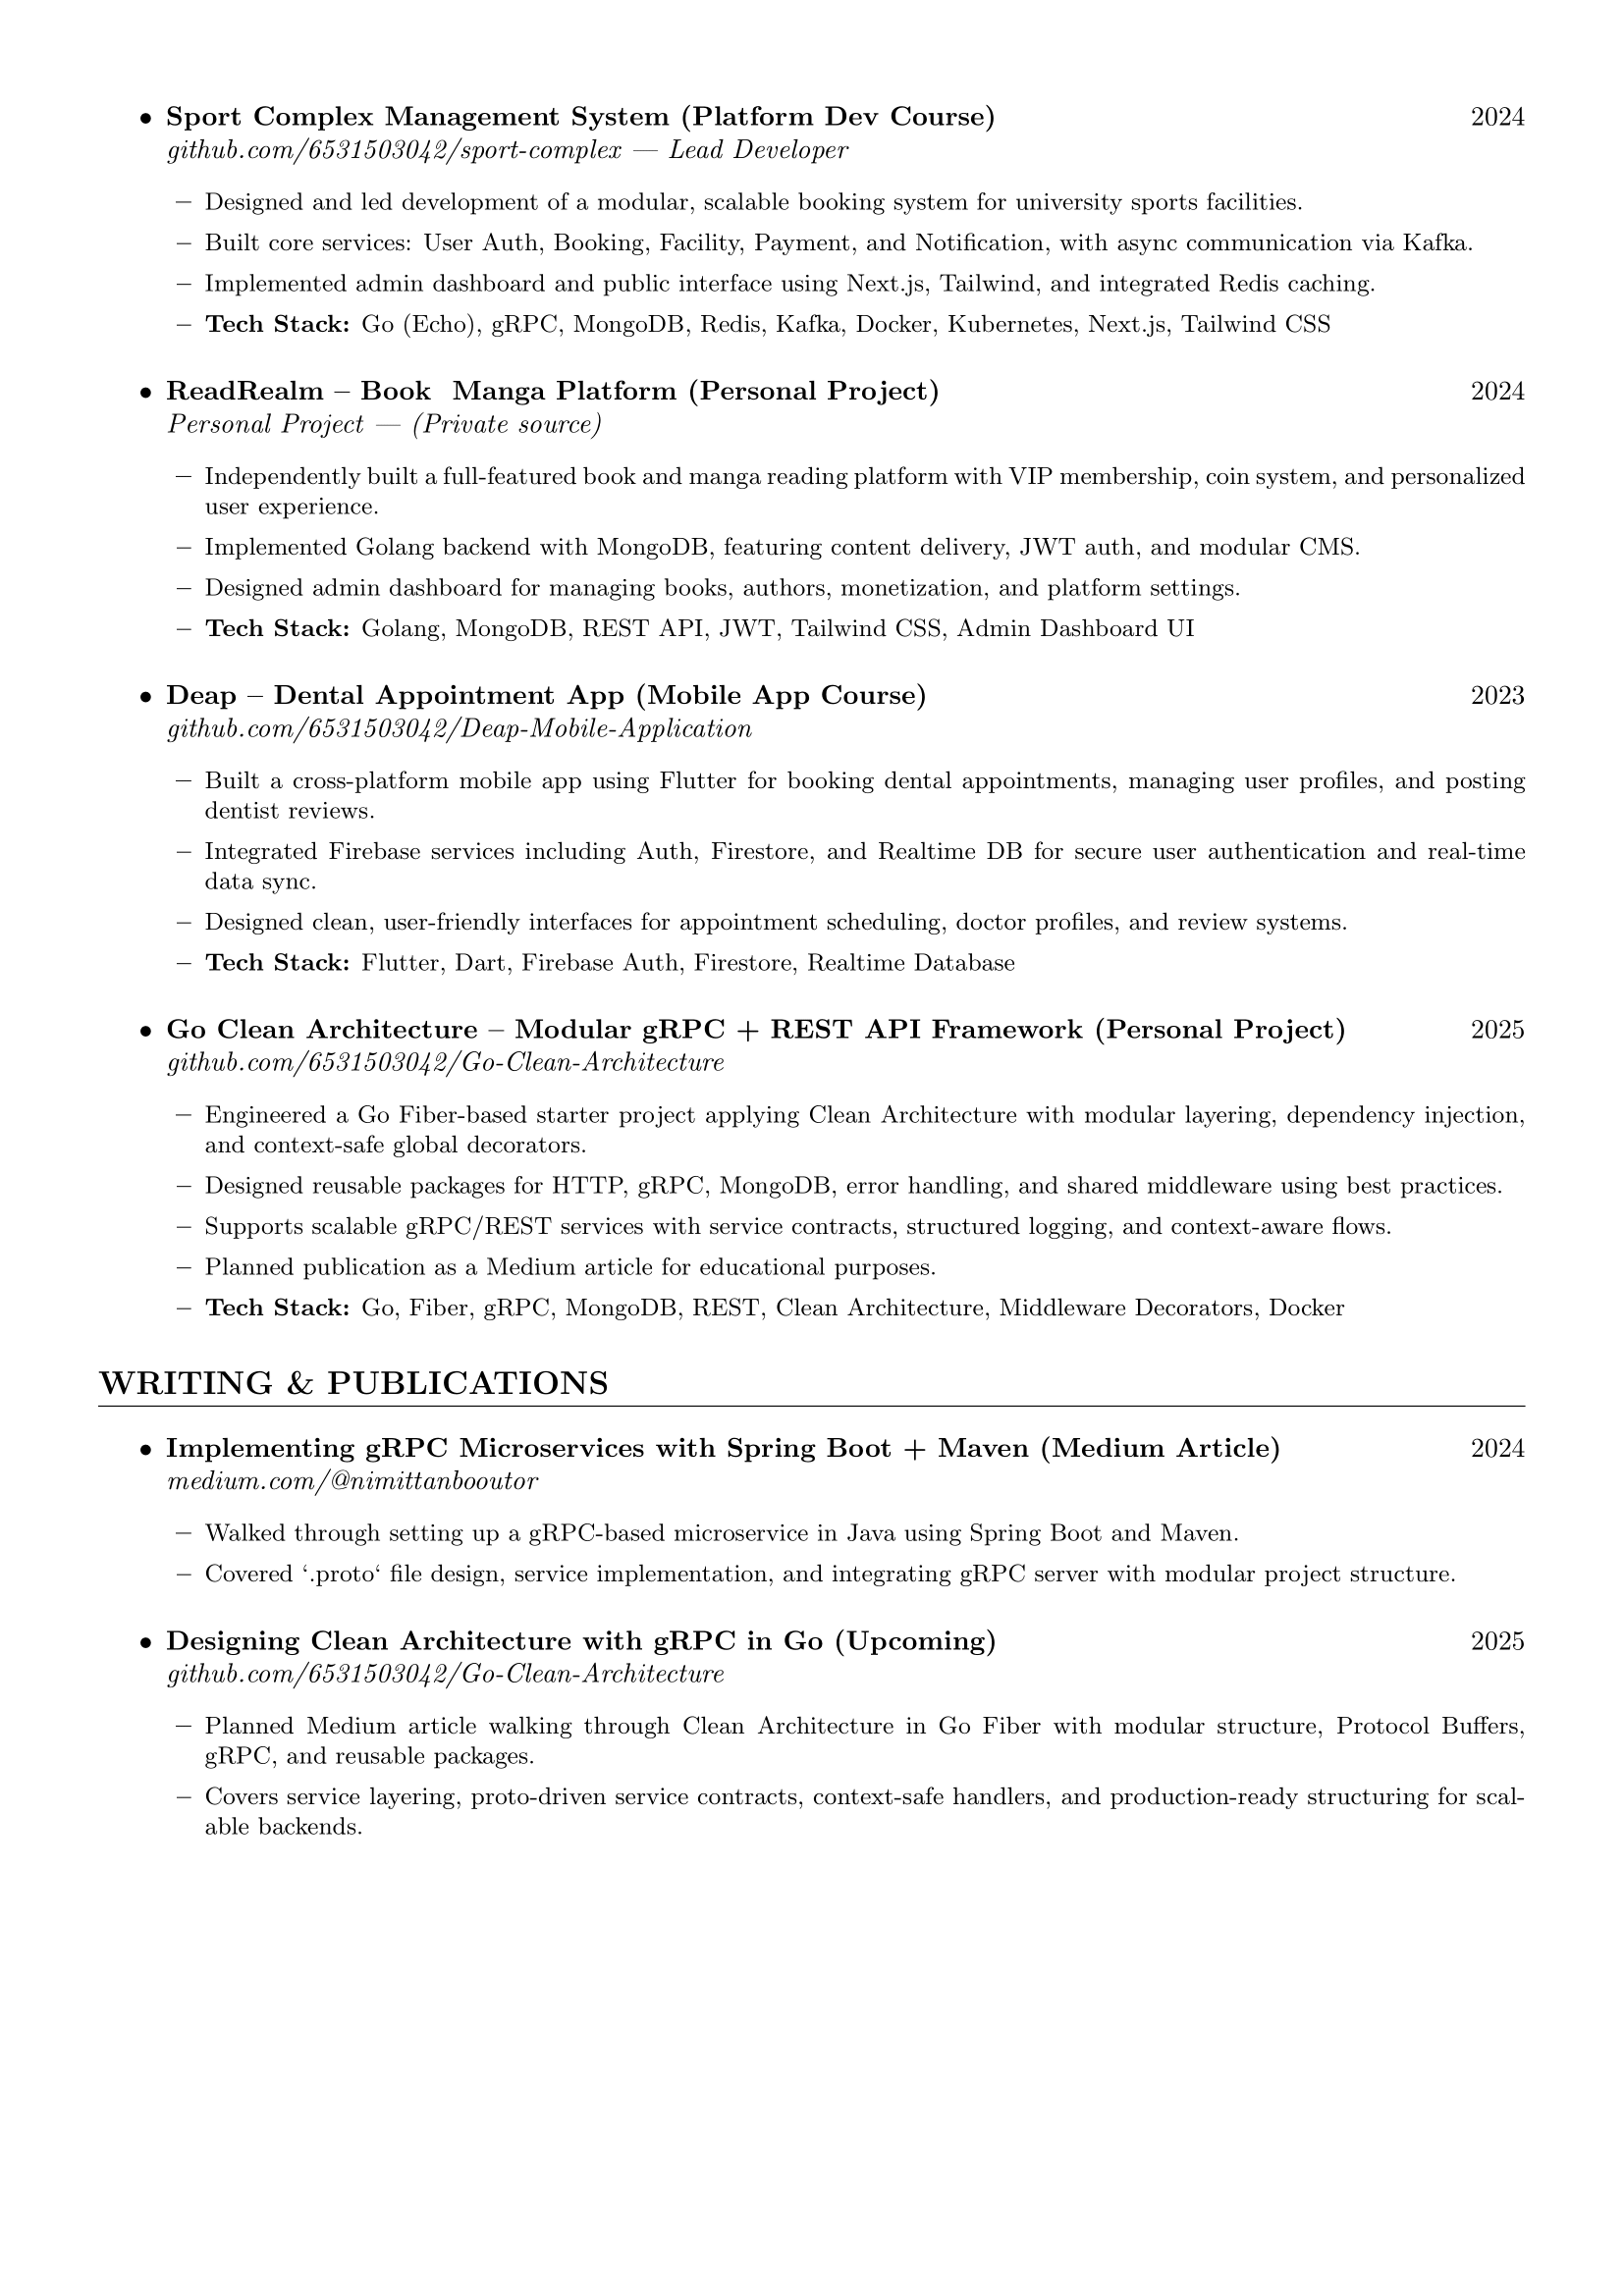 • Sport Complex Management System (Platform Dev Course) 2024
github.com/6531503042/sport-complex — Lead Developer
– Designed and led development of a modular, scalable booking system for university sports facilities.
– Built core services: User Auth, Booking, Facility, Payment, and Notification, with async communication via Kafka.
– Implemented admin dashboard and public interface using Next.js, Tailwind, and integrated Redis caching.
– Tech Stack: Go (Echo), gRPC, MongoDB, Redis, Kafka, Docker, Kubernetes, Next.js, Tailwind CSS
• ReadRealm – Book  Manga Platform (Personal Project) 2024
Personal Project — (Private source)
– Independently built a full-featured book and manga reading platform with VIP membership, coin system, and personalized
user experience.
– Implemented Golang backend with MongoDB, featuring content delivery, JWT auth, and modular CMS.
– Designed admin dashboard for managing books, authors, monetization, and platform settings.
– Tech Stack: Golang, MongoDB, REST API, JWT, Tailwind CSS, Admin Dashboard UI
• Deap – Dental Appointment App (Mobile App Course) 2023
github.com/6531503042/Deap-Mobile-Application
– Built a cross-platform mobile app using Flutter for booking dental appointments, managing user profiles, and posting
dentist reviews.
– Integrated Firebase services including Auth, Firestore, and Realtime DB for secure user authentication and real-time
data sync.
– Designed clean, user-friendly interfaces for appointment scheduling, doctor profiles, and review systems.
– Tech Stack: Flutter, Dart, Firebase Auth, Firestore, Realtime Database
• Go Clean Architecture – Modular gRPC + REST API Framework (Personal Project) 2025
github.com/6531503042/Go-Clean-Architecture
– Engineered a Go Fiber-based starter project applying Clean Architecture with modular layering, dependency injection,
and context-safe global decorators.
– Designed reusable packages for HTTP, gRPC, MongoDB, error handling, and shared middleware using best practices.
– Supports scalable gRPC/REST services with service contracts, structured logging, and context-aware flows.
– Planned publication as a Medium article for educational purposes.
– Tech Stack: Go, Fiber, gRPC, MongoDB, REST, Clean Architecture, Middleware Decorators, Docker
WRITING & PUBLICATIONS
• Implementing gRPC Microservices with Spring Boot + Maven (Medium Article) 2024
medium.com/@nimittanbooutor
– Walked through setting up a gRPC-based microservice in Java using Spring Boot and Maven.
– Covered ‘.proto‘ file design, service implementation, and integrating gRPC server with modular project structure.
• Designing Clean Architecture with gRPC in Go (Upcoming) 2025
github.com/6531503042/Go-Clean-Architecture
– Planned Medium article walking through Clean Architecture in Go Fiber with modular structure, Protocol Buffers,
gRPC, and reusable packages.
– Covers service layering, proto-driven service contracts, context-safe handlers, and production-ready structuring for scal-
able backends.